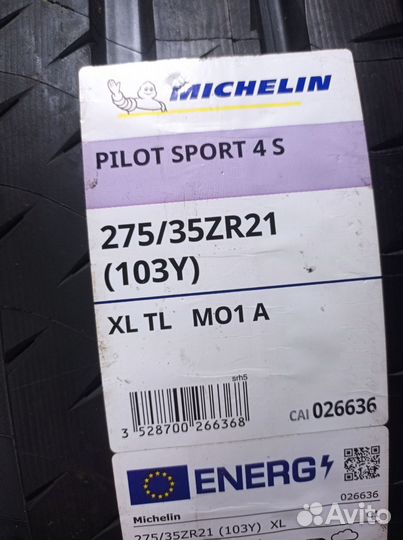 MICHELIN
PILOT SPORT 4 S
275/35ZR21
(103Y)
XL TL MO1 A
srh5
3 528700 266368
CAI 026636
ENERG
Michelin
026636
275/35ZR21 (103Y) XL
Avito